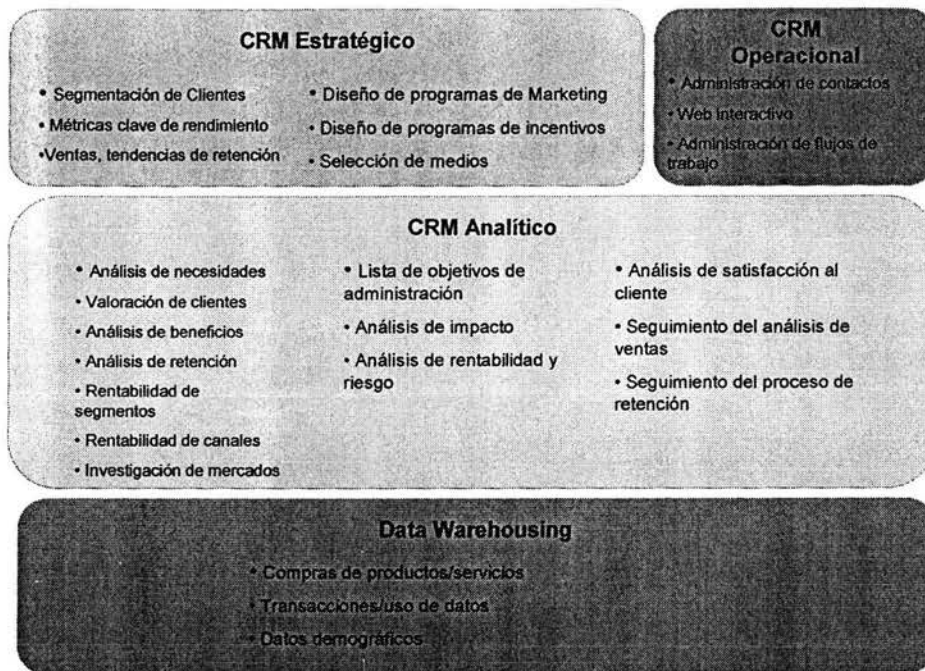 CRM Estratégico
• Segmentación de Clientes
• Métricas clave de rendimiento
•Ventas, tendencias de retención
• Diseño de programas de Marketing
• Diseño de programas de incentivos
• Selección de medios
CRM
Operacional
• Administración de contactos
• Web interactivo
• Administración de flujos de
trabajo
CRM Analítico
• Análisis de necesidades
• Valoración de clientes
• Análisis de beneficios
• Análisis de retención
• Rentabilidad de
segmentos
• Rentabilidad de canales
• Investigación de mercados
• Lista de objetivos de
administración
• Análisis de impacto
• Análisis de rentabilidad y
riesgo
• Análisis de satisfacción al
cliente
• Seguimiento del análisis de
ventas
• Seguimiento del proceso de
retención
Data Warehousing
• Compras de productos/servicios
• Transacciones/uso de datos
• Datos demográficos